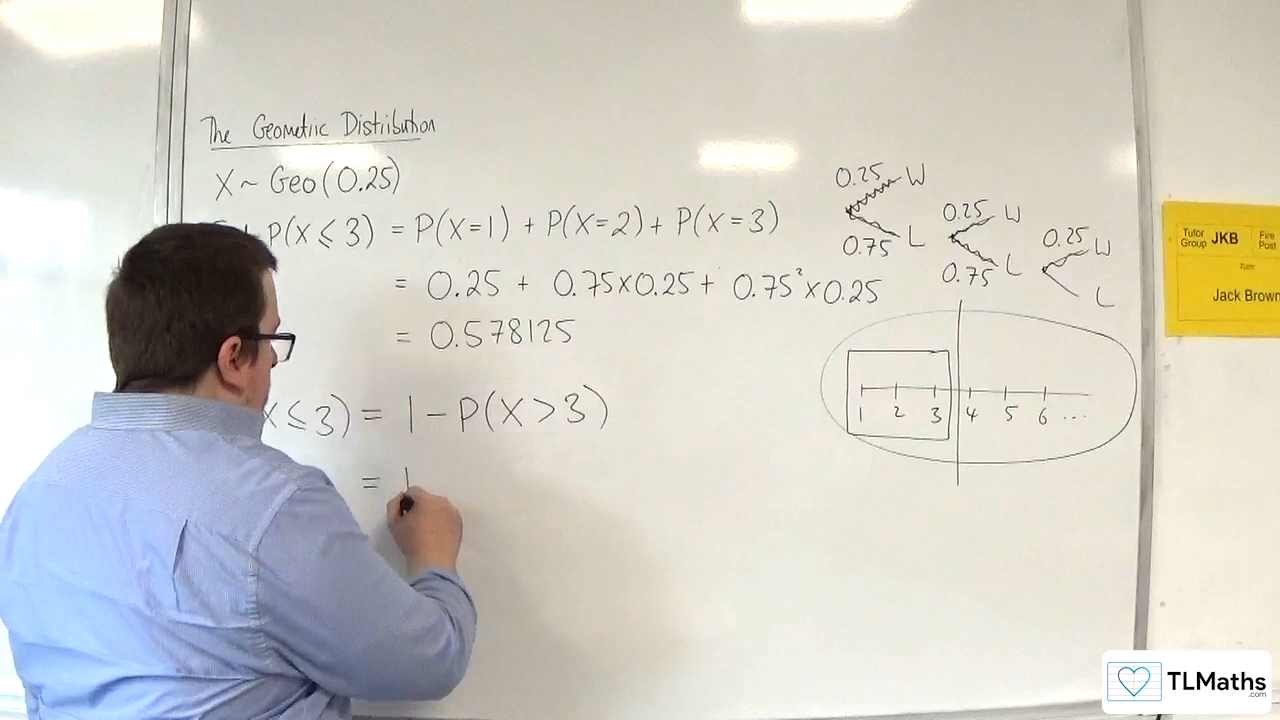 The Geometric Distribution
X ~ Geo(0.25)
P(X ≤ 3) = P(X=1) + P(X=2) + P(X=3)
= 0.25 + 0.75×0.25 + 0.75²×0.25
= 0.578125
X ≤ 3) = 1 - P(X > 3)
= 1
0.25 W
0.75 L
0.25 W
0.75 L
0.25 W
L
1 2 3 4 5 6 ...
Tutor Group JKB Fire Post
Tutor
Jack Brown
TLMaths
.com